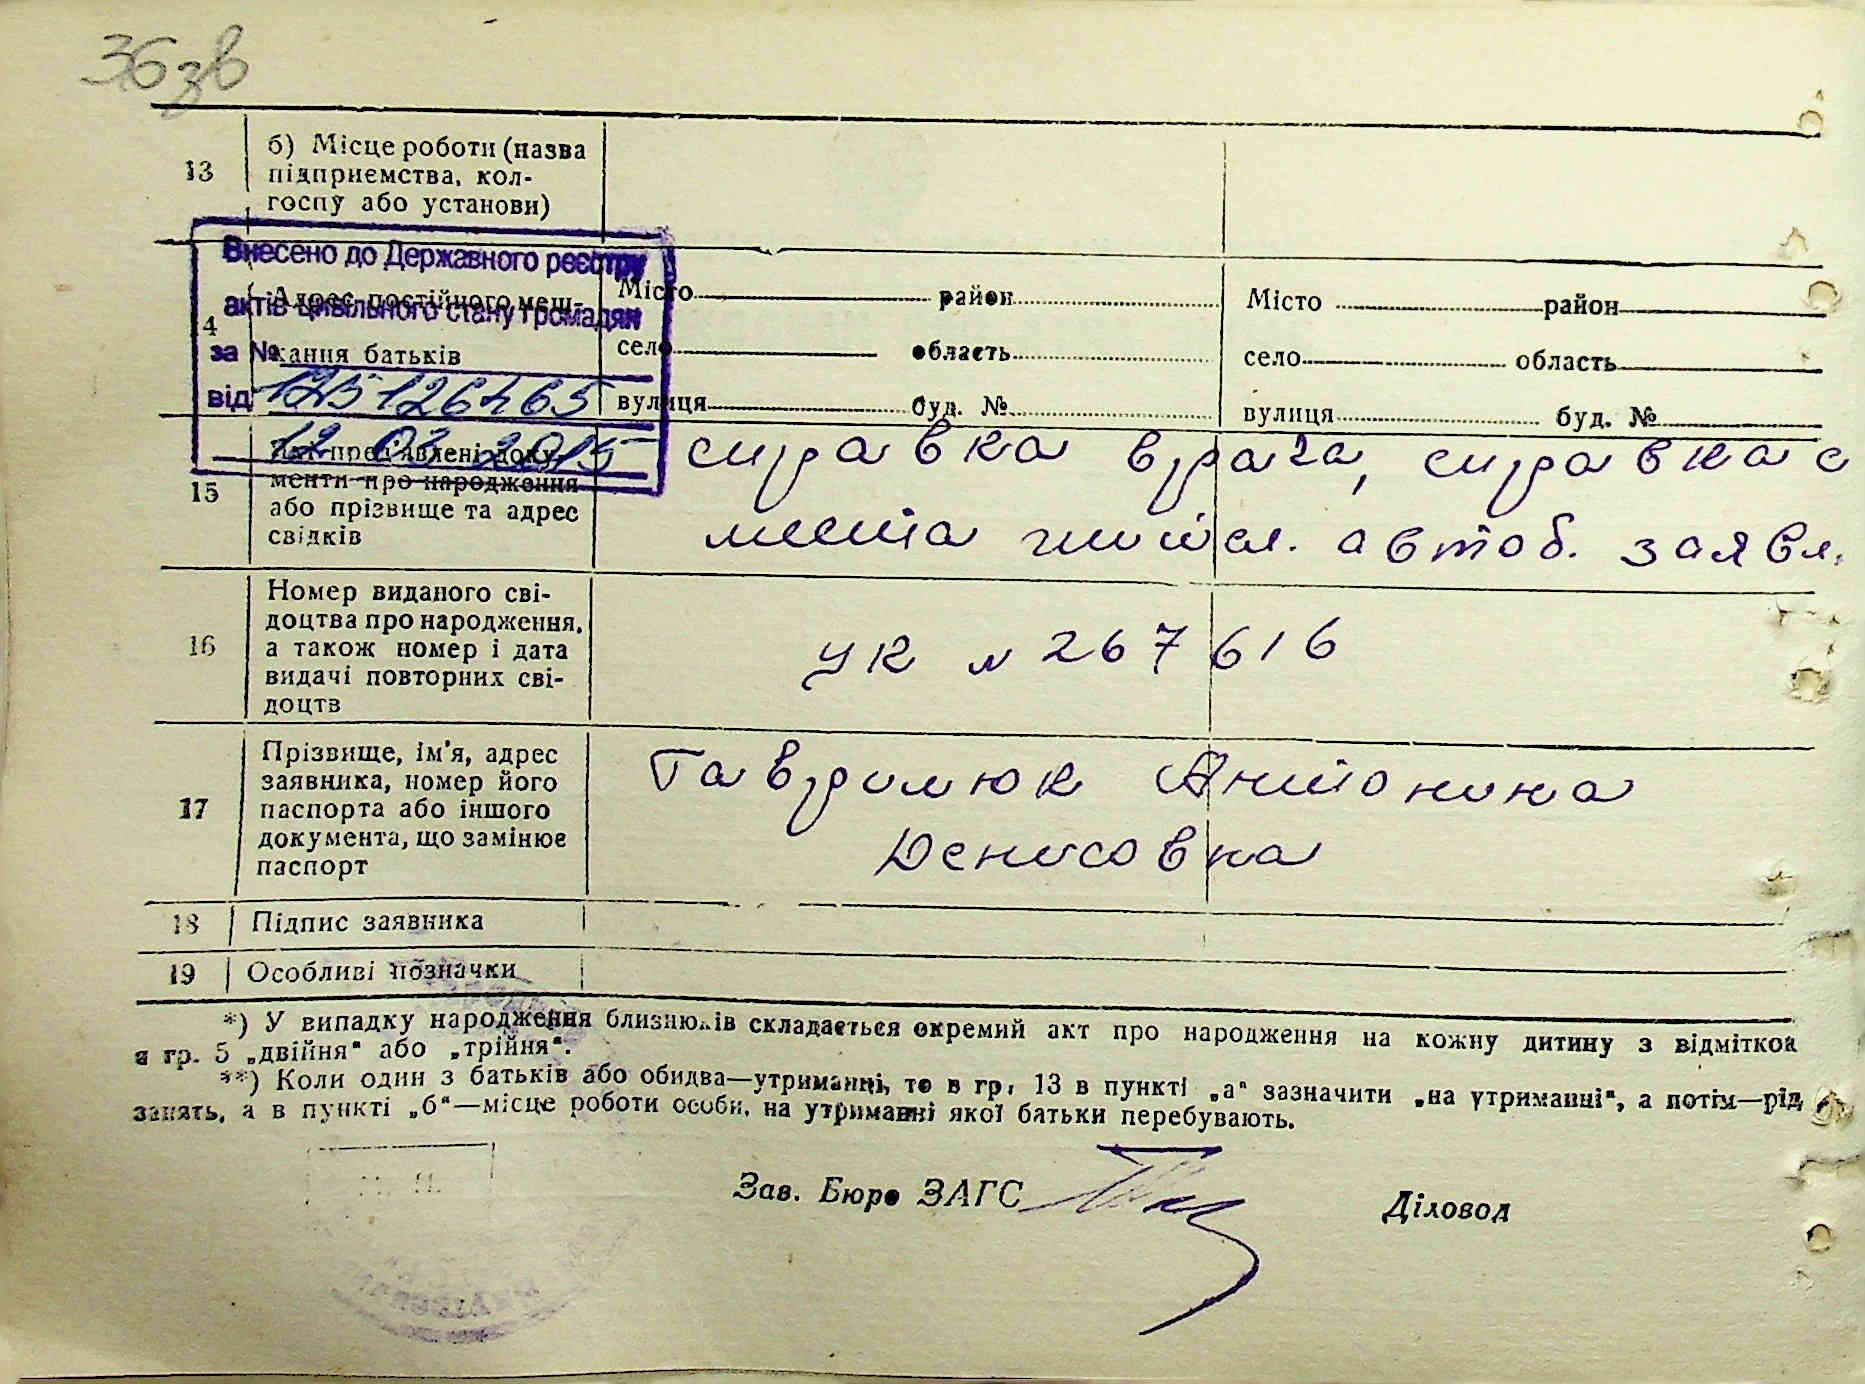 36зв
13
б) Місце роботи (назва
підприємства, кол-
госпу або установи)
Внесено до Державного реєстру
актів цивільного стану громадян
за №
від 125126465
12 03 2015
4
Адрес постійного меш-
кання батьків
Місто район
село область
вулиця буд. №
Місто район
село область
вулиця буд. №
15
які пред'явлені доку-
менти про народження
або прізвище та адрес
свідків
справка врача, справка с
места жит. автоб. заявл.
16
Номер виданого сві-
доцтва про народження,
а також номер і дата
видачі повторних сві-
доцтв
УК № 267616
17
Прізвище, ім'я, адрес
заявника, номер його
паспорта або іншого
документа, що замінює
паспорт
Гаврилюк Антонина
Денисовна
18 Підпис заявника
19 Особливі позначки
*) У випадку народження близнюків складається окремий акт про народження на кожну дитину з відміткою
в гр. 5 „двійня" або „трійня".
**) Коли один з батьків або обидва—утриманці, то в гр. 13 в пункті „а" зазначити „на утриманні", а потім—рід
занять, а в пункті „б"—місце роботи особи, на утриманні якої батьки перебувають.
Зав. Бюро ЗАГС
Діловод